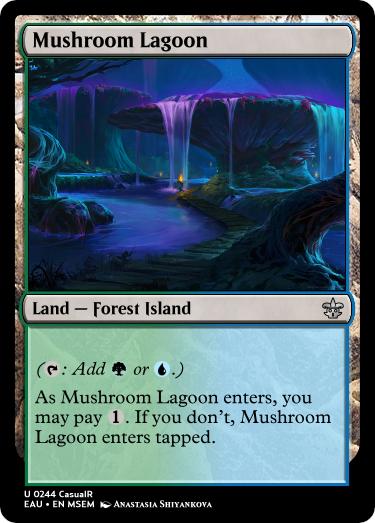 Mushroom Lagoon
Land — Forest Island
(: Add or .)
As Mushroom Lagoon enters, you
may pay 1. If you don't, Mushroom
Lagoon enters tapped.
U 0244 CasualR
EAU • EN MSEM Anastasia Shiyankova